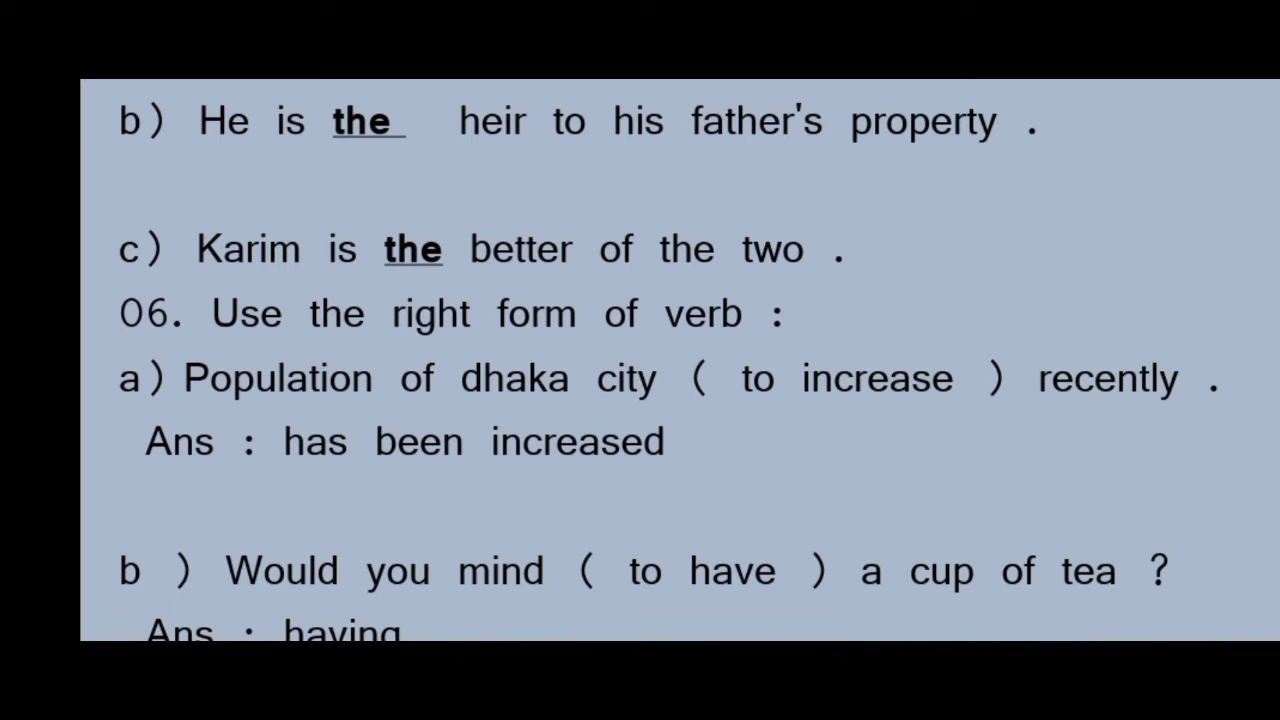 b) He is the heir to his father's property .
c) Karim is the better of the two .
06. Use the right form of verb :
a) Population of dhaka city ( to increase ) recently .
Ans : has been increased
b ) Would you mind ( to have ) a cup of tea ?
Ans : having